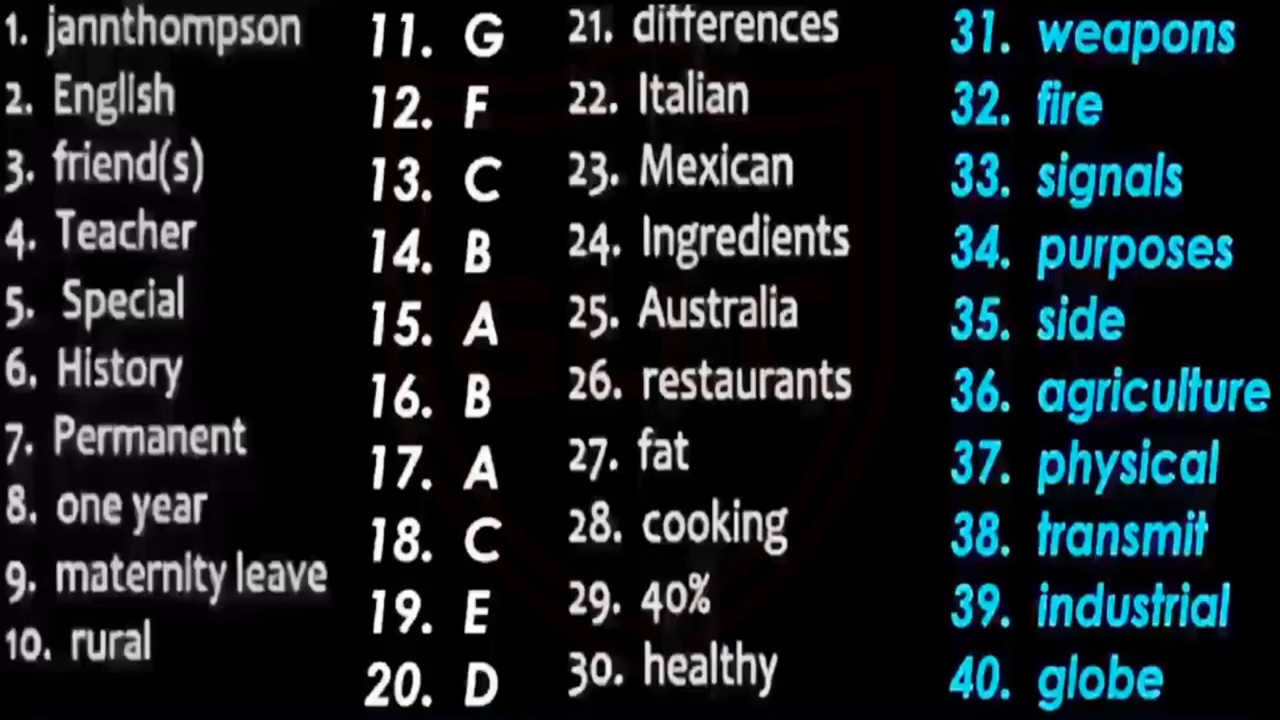 1. jannthompson
2. English
3. friend(s)
4. Teacher
5. Special
6. History
7. Permanent
8. one year
9. maternity leave
10. rural
11. G
12. F
13. C
14. B
15. A
16. B
17. A
18. C
19. E
20. D
21. differences
22. Italian
23. Mexican
24. Ingredients
25. Australia
26. restaurants
27. fat
28. cooking
29. 40%
30. healthy
31. weapons
32. fire
33. signals
34. purposes
35. side
36. agriculture
37. physical
38. transmit
39. industrial
40. globe